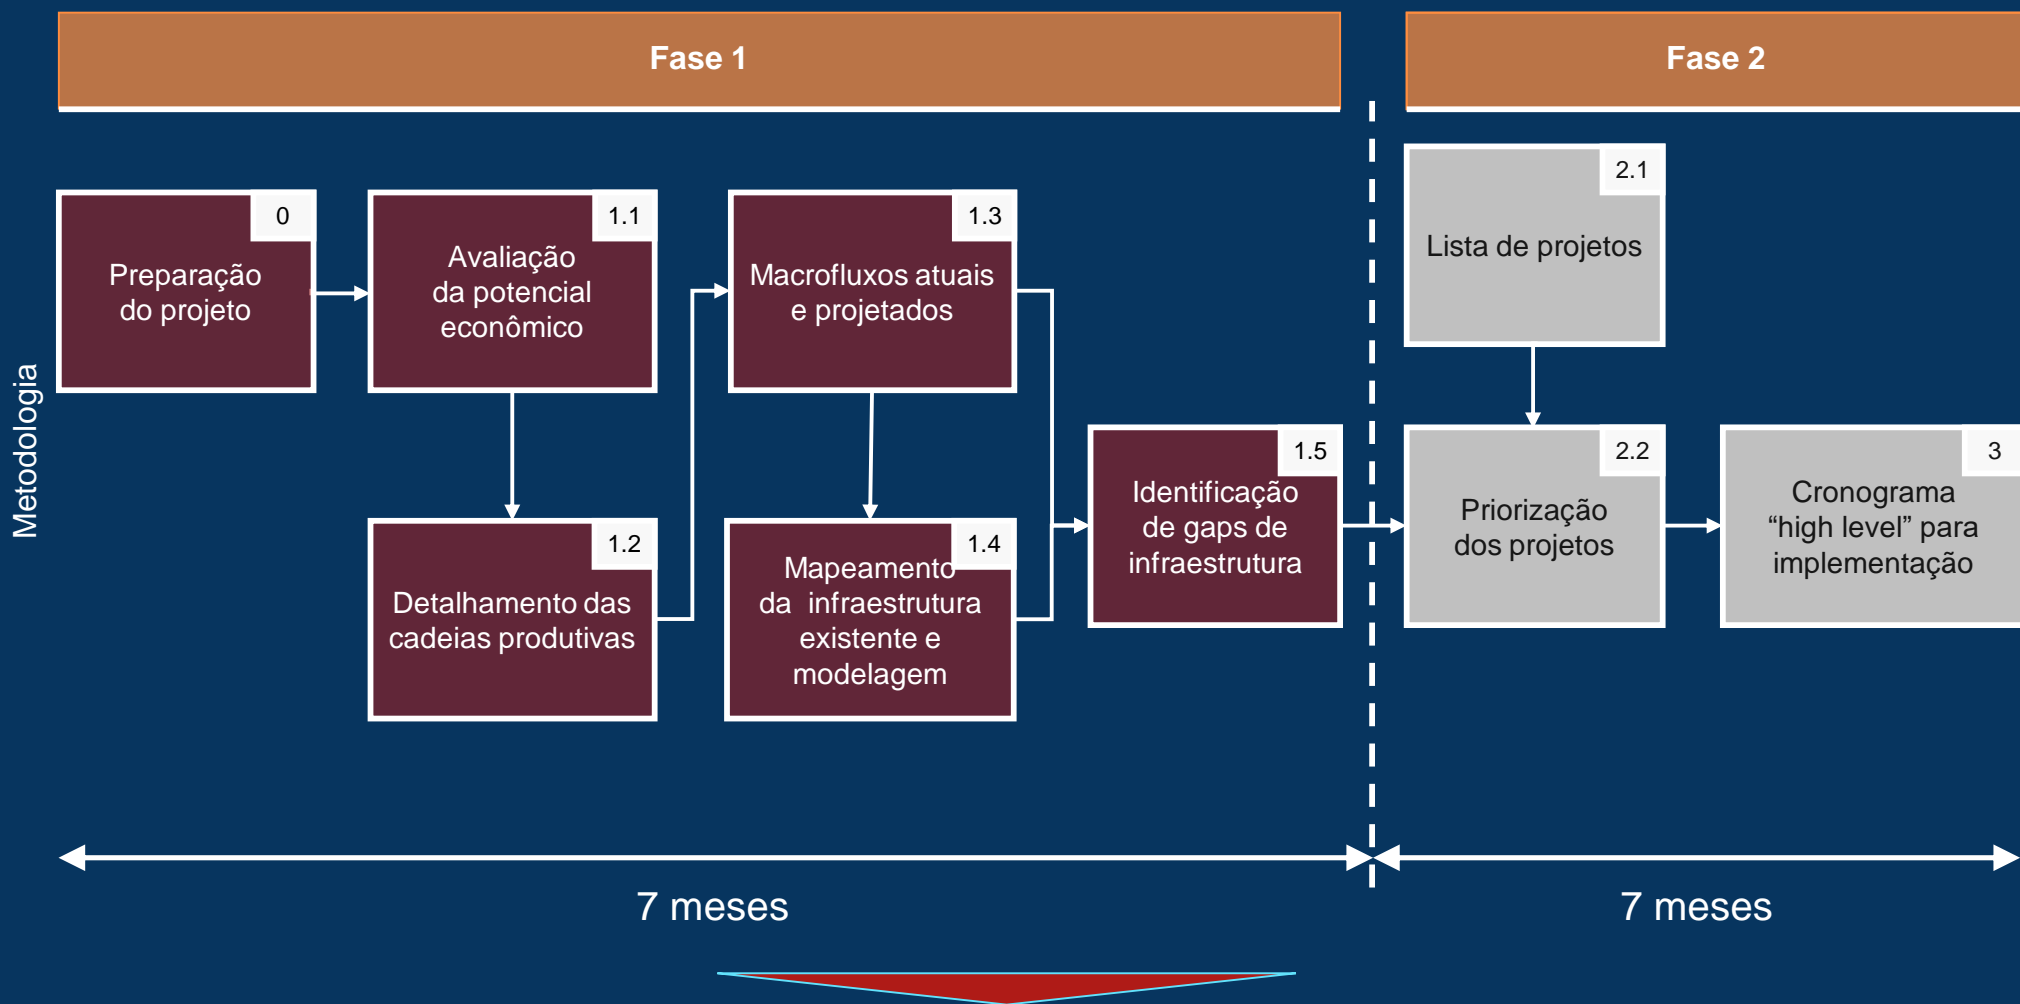 Fase 1
Fase 2
Metodologia
0
Preparação
do projeto
1.1
Avaliação
da potencial
econômico
1.2
Detalhamento das
cadeias produtivas
1.3
Macrofluxos atuais
e projetados
1.4
Mapeamento
da infraestrutura
existente e
modelagem
1.5
Identificação
de gaps de
infraestrutura
2.1
Lista de projetos
2.2
Priorização
dos projetos
3
Cronograma
“high level” para
implementação
7 meses
7 meses